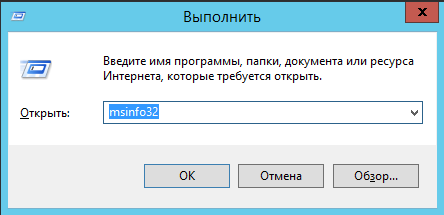 Выполнить
x
Введите имя программы, папки, документа или ресурса
Интернета, которые требуется открыть.
Открыть: msinfo32
OK Отмена Обзор...